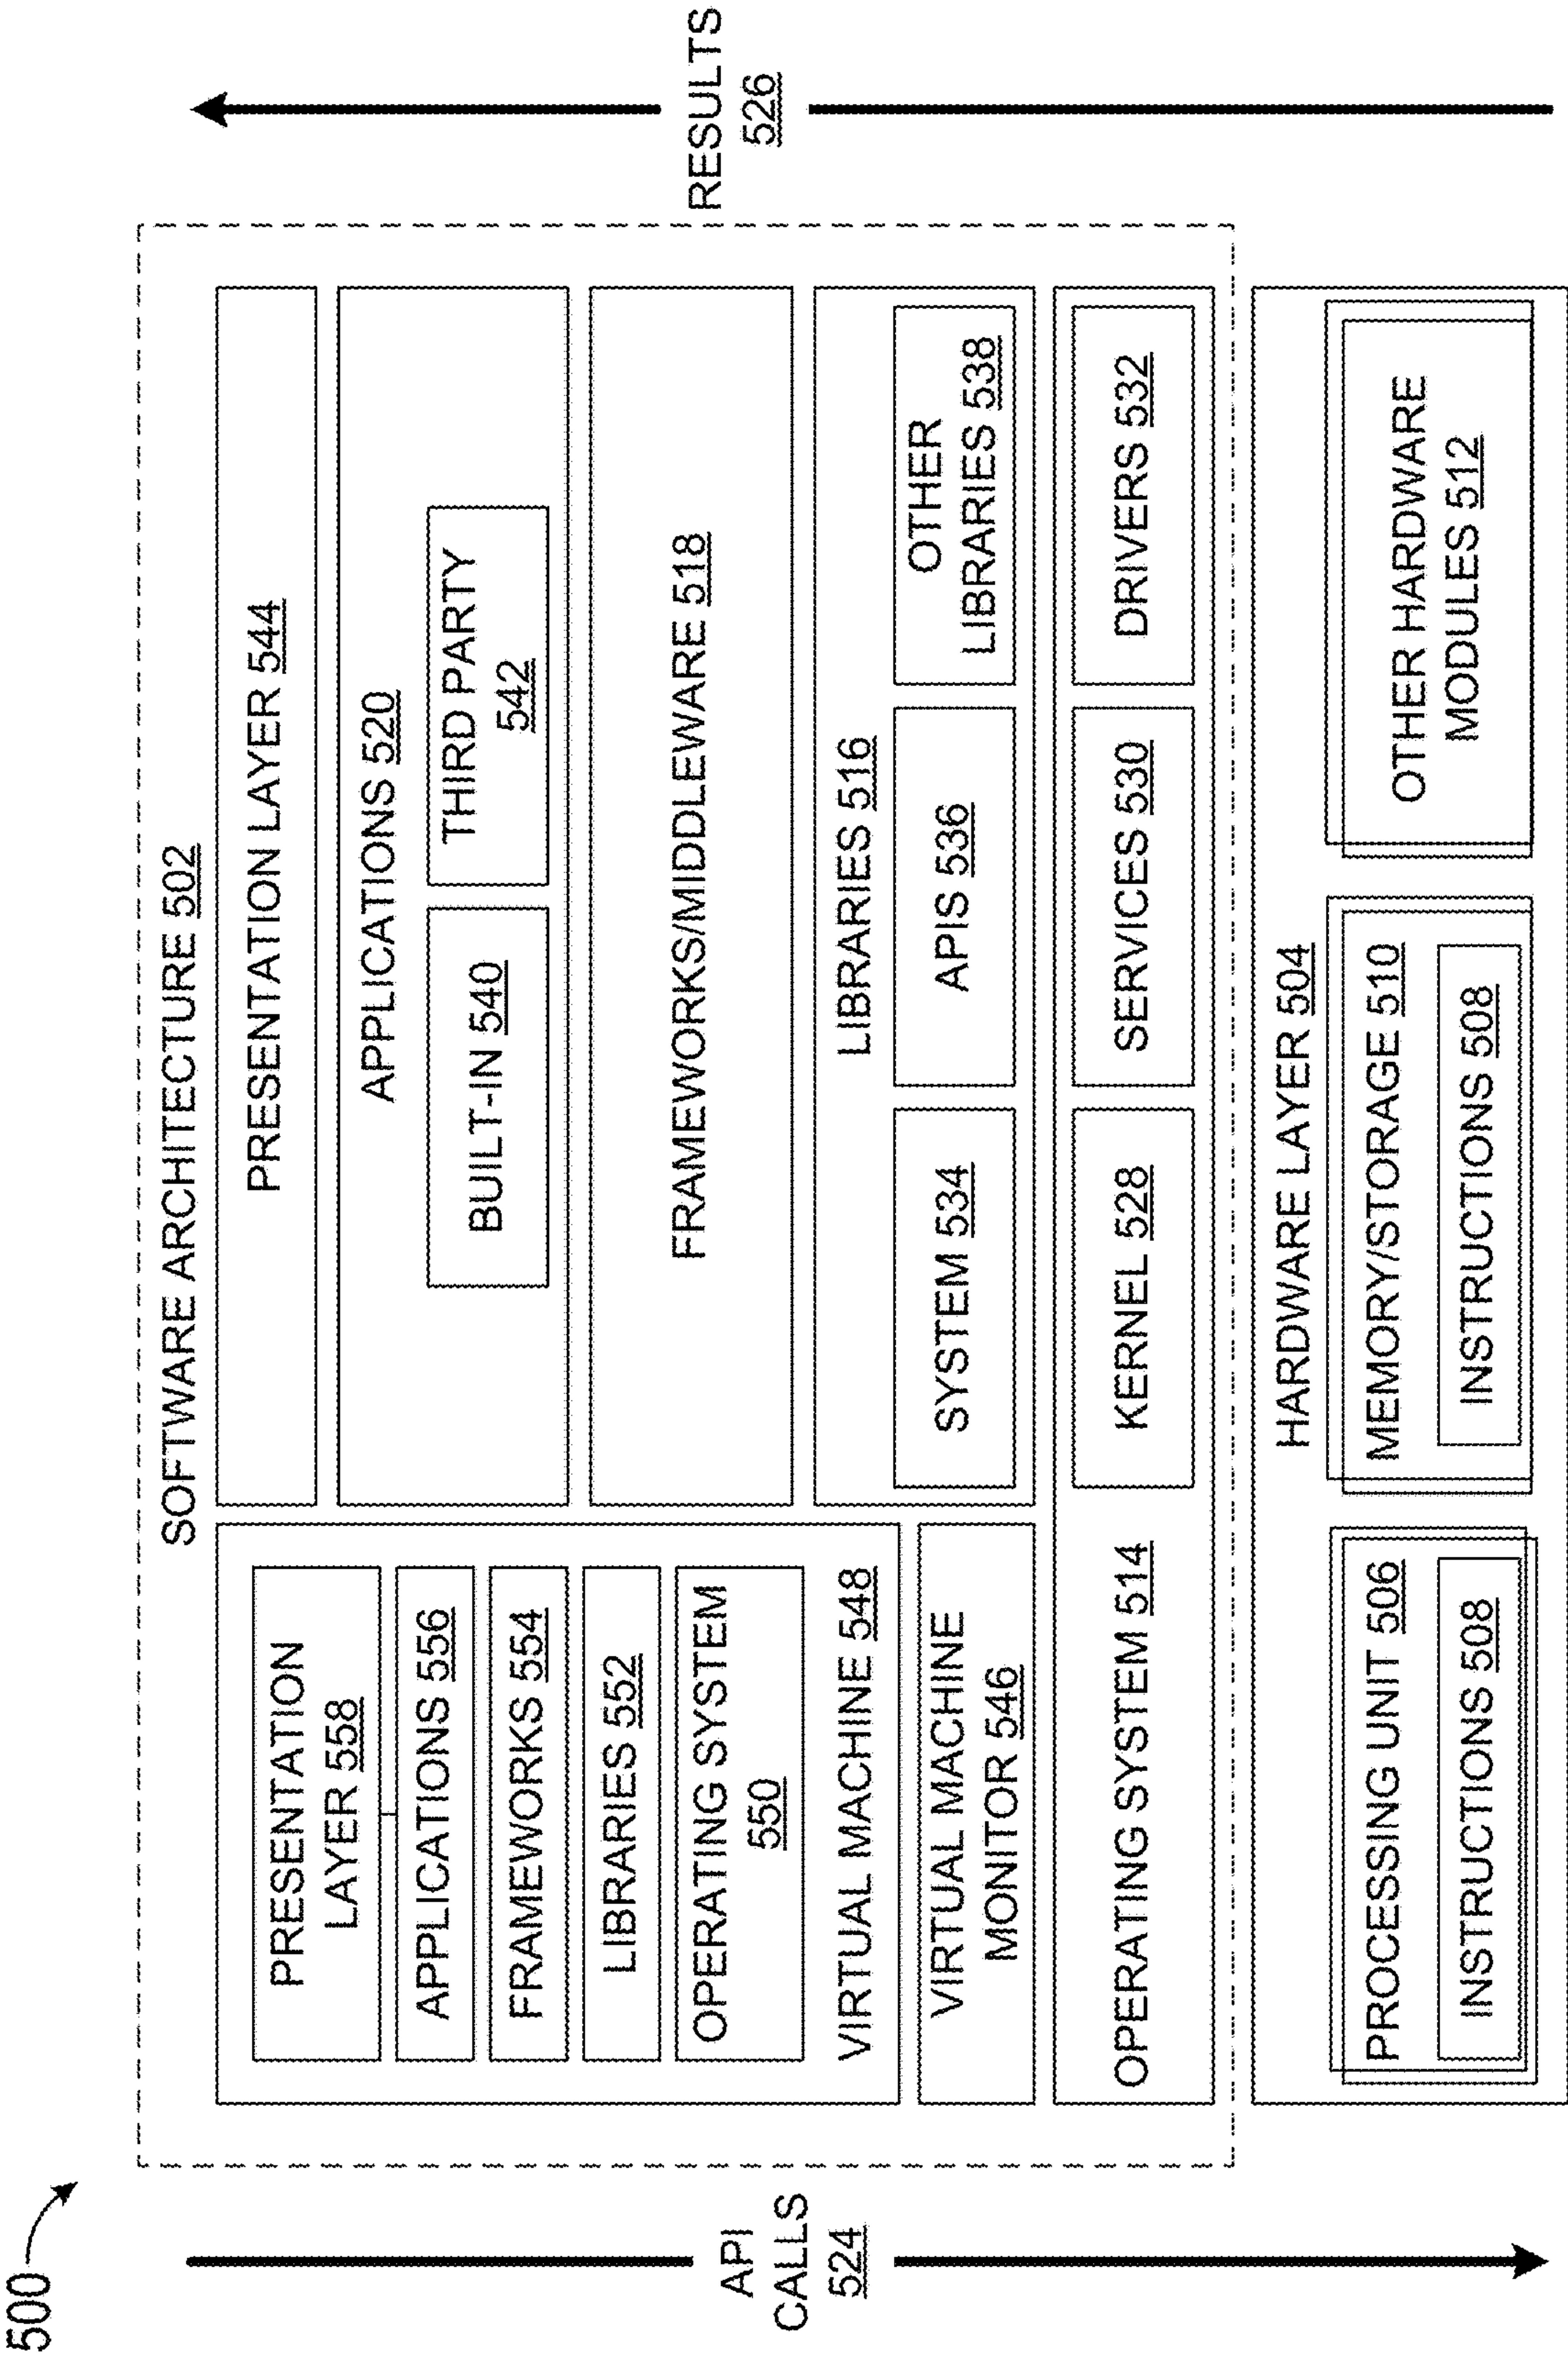 500
SOFTWARE ARCHITECTURE 502
PRESENTATION
LAYER 558
APPLICATIONS 556
FRAMEWORKS 554
LIBRARIES 552
OPERATING SYSTEM
550
VIRTUAL MACHINE 548
VIRTUAL MACHINE
MONITOR 546
PRESENTATION LAYER 544
APPLICATIONS 520
BUILT-IN 540
THIRD PARTY
542
FRAMEWORKS/MIDDLEWARE 518
LIBRARIES 516
SYSTEM 534
APIS 536
OTHER
LIBRARIES 538
OPERATING SYSTEM 514
KERNEL 528
SERVICES 530
DRIVERS 532
HARDWARE LAYER 504
PROCESSING UNIT 506
INSTRUCTIONS 508
MEMORY/STORAGE 510
INSTRUCTIONS 508
OTHER HARDWARE
MODULES 512
API
CALLS
524
RESULTS
526